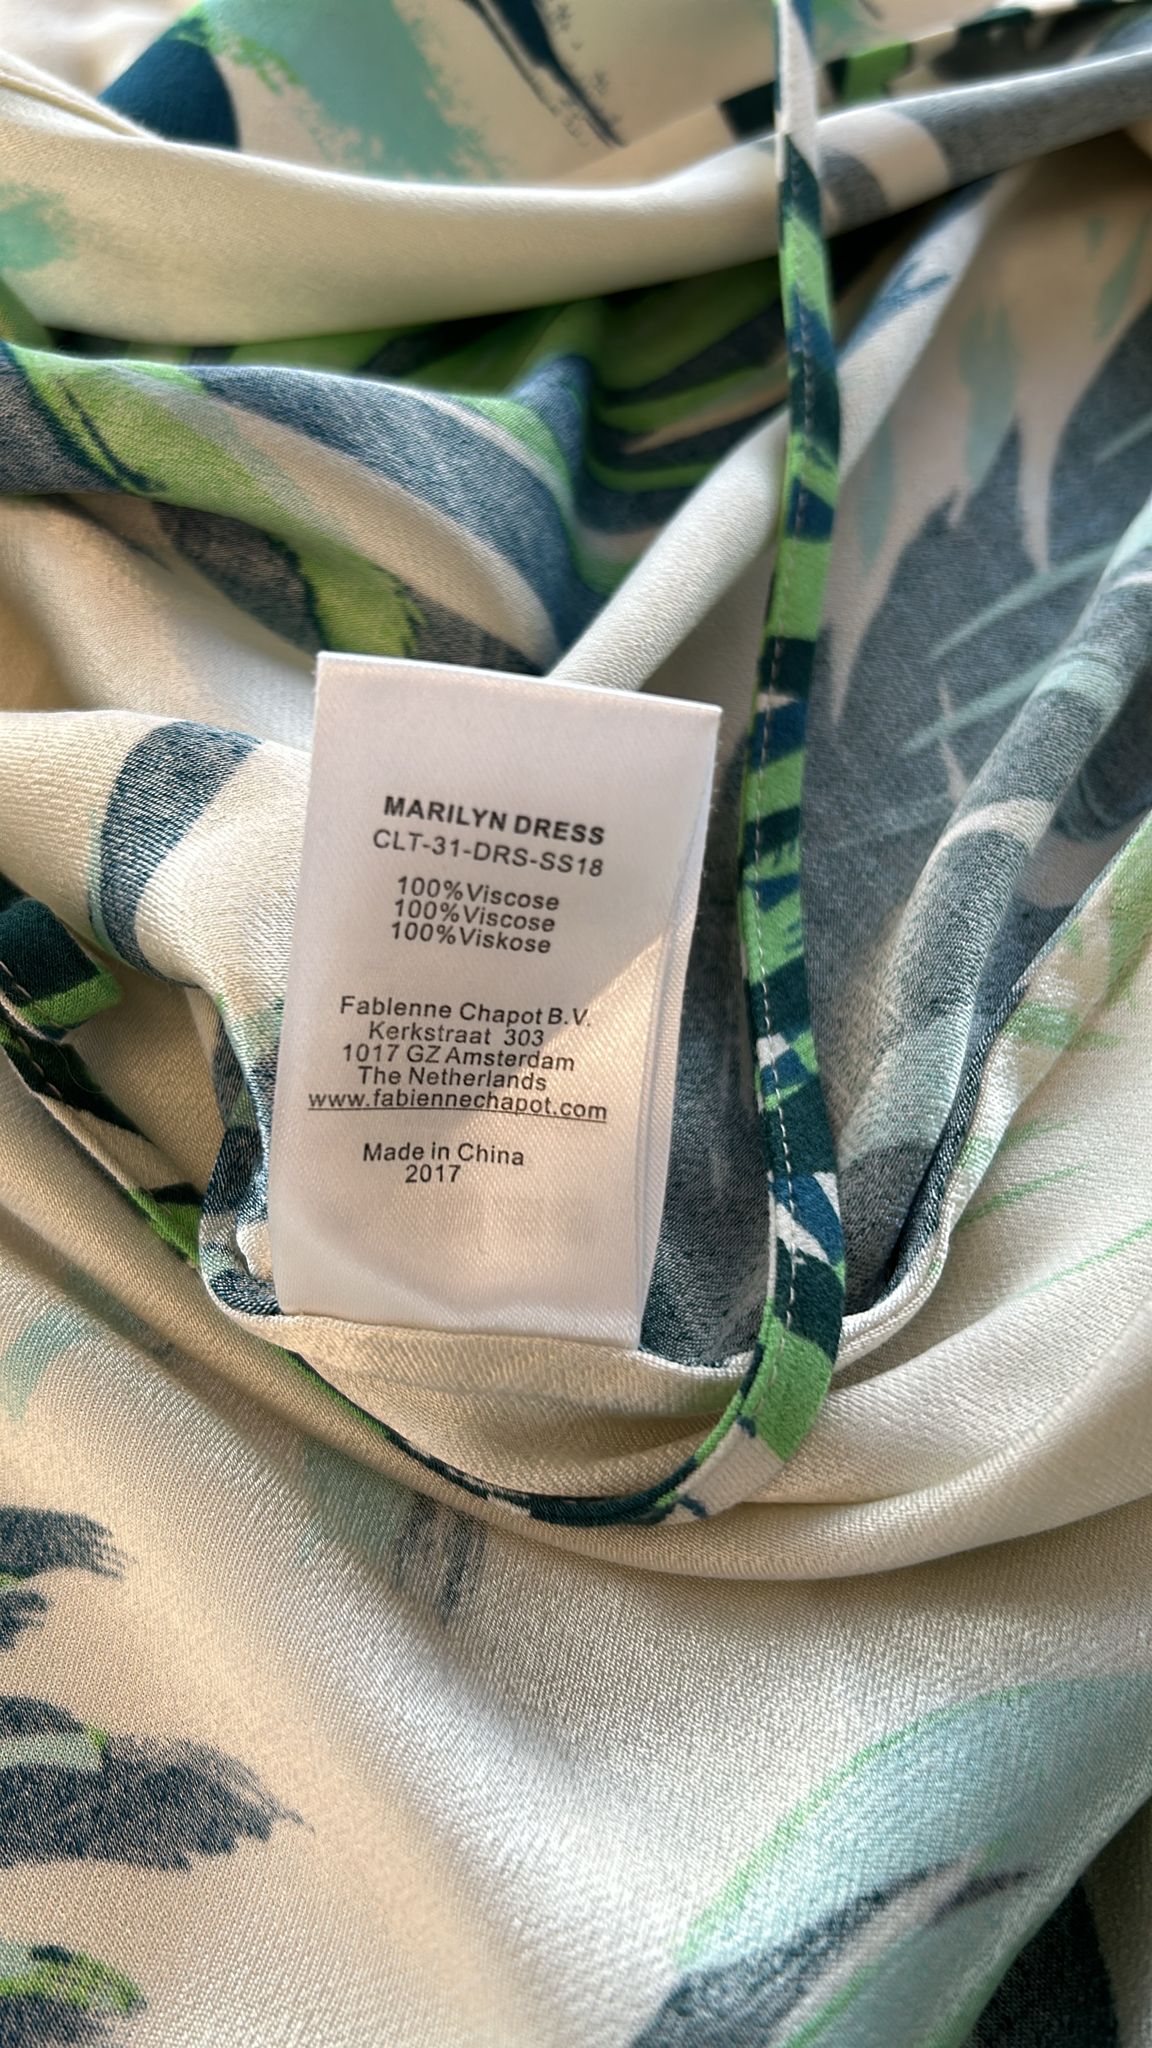 MARILYN DRESS
CLT-31-DRS-SS18
100%Viscose
100%Viscose
100%Viskose
Fabienne Chapot B.V.
Kerkstraat 303
1017 GZ Amsterdam
The Netherlands
www.fabiennechapot.com
Made in China
2017